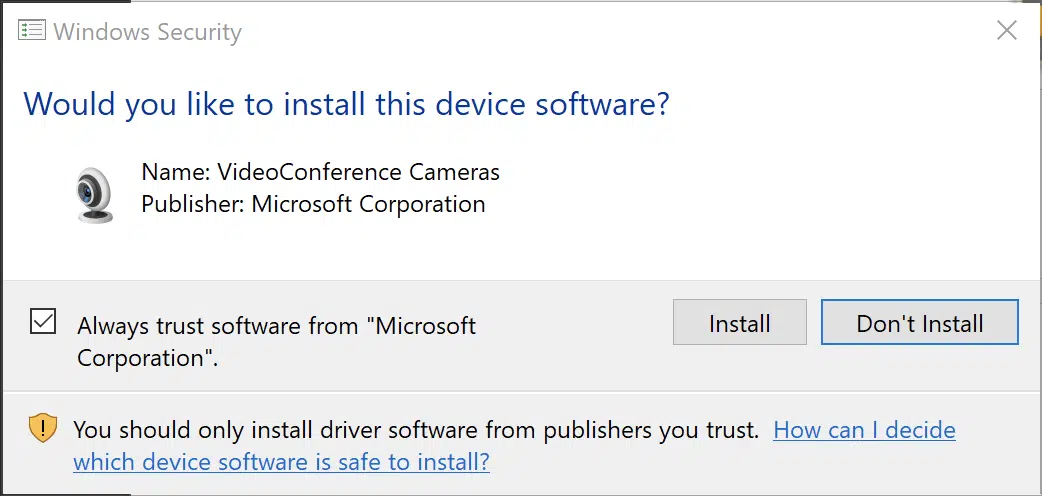 Windows Security
Would you like to install this device software?
Name: VideoConference Cameras
Publisher: Microsoft Corporation
Always trust software from "Microsoft
Corporation".
Install
Don't Install
You should only install driver software from publishers you trust. How can I decide
which device software is safe to install?